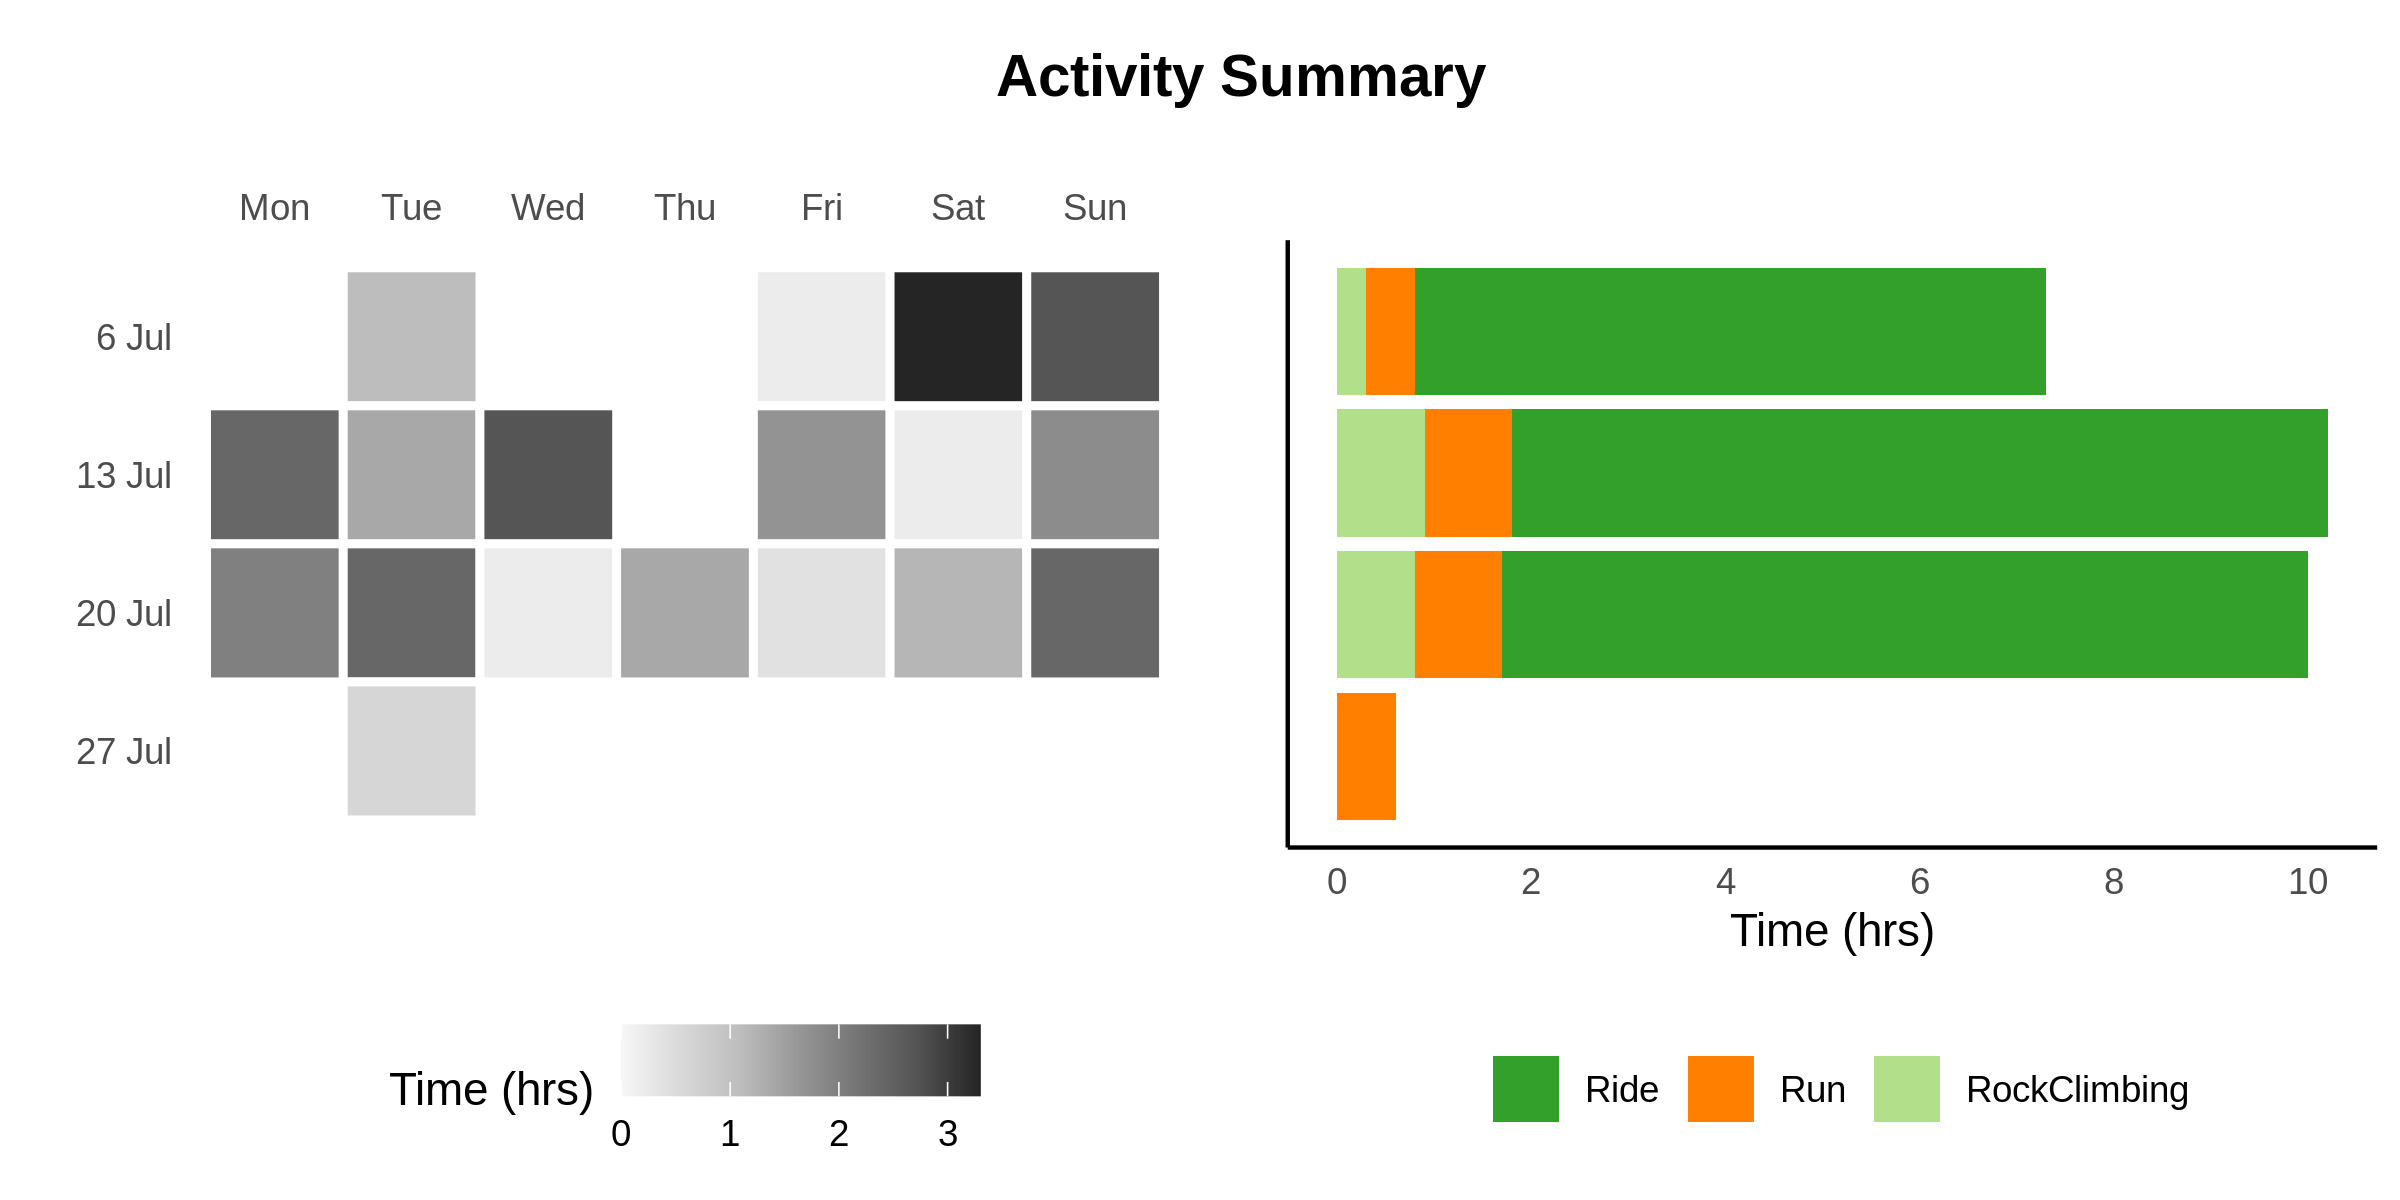 Activity Summary
Mon Tue Wed Thu Fri Sat Sun
6 Jul
13 Jul
20 Jul
27 Jul
0 2 4 6 8 10
Time (hrs)
Time (hrs)
0 1 2 3
Ride Run RockClimbing